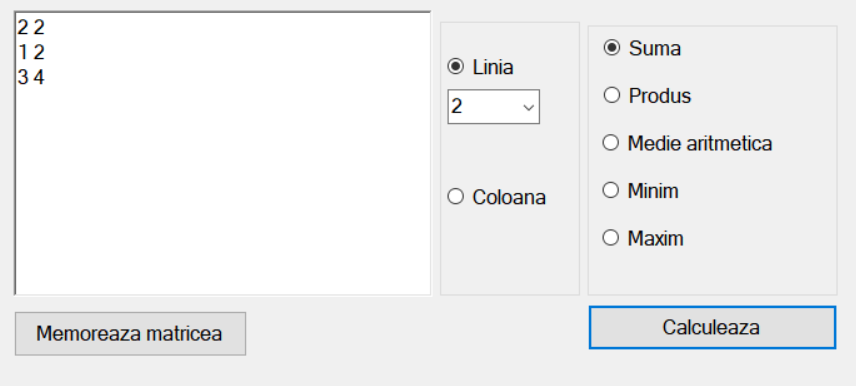 2 2
1 2
3 4
Linia
2
Coloana
Suma
Produs
Medie aritmetica
Minim
Maxim
Memoreaza matricea
Calculeaza